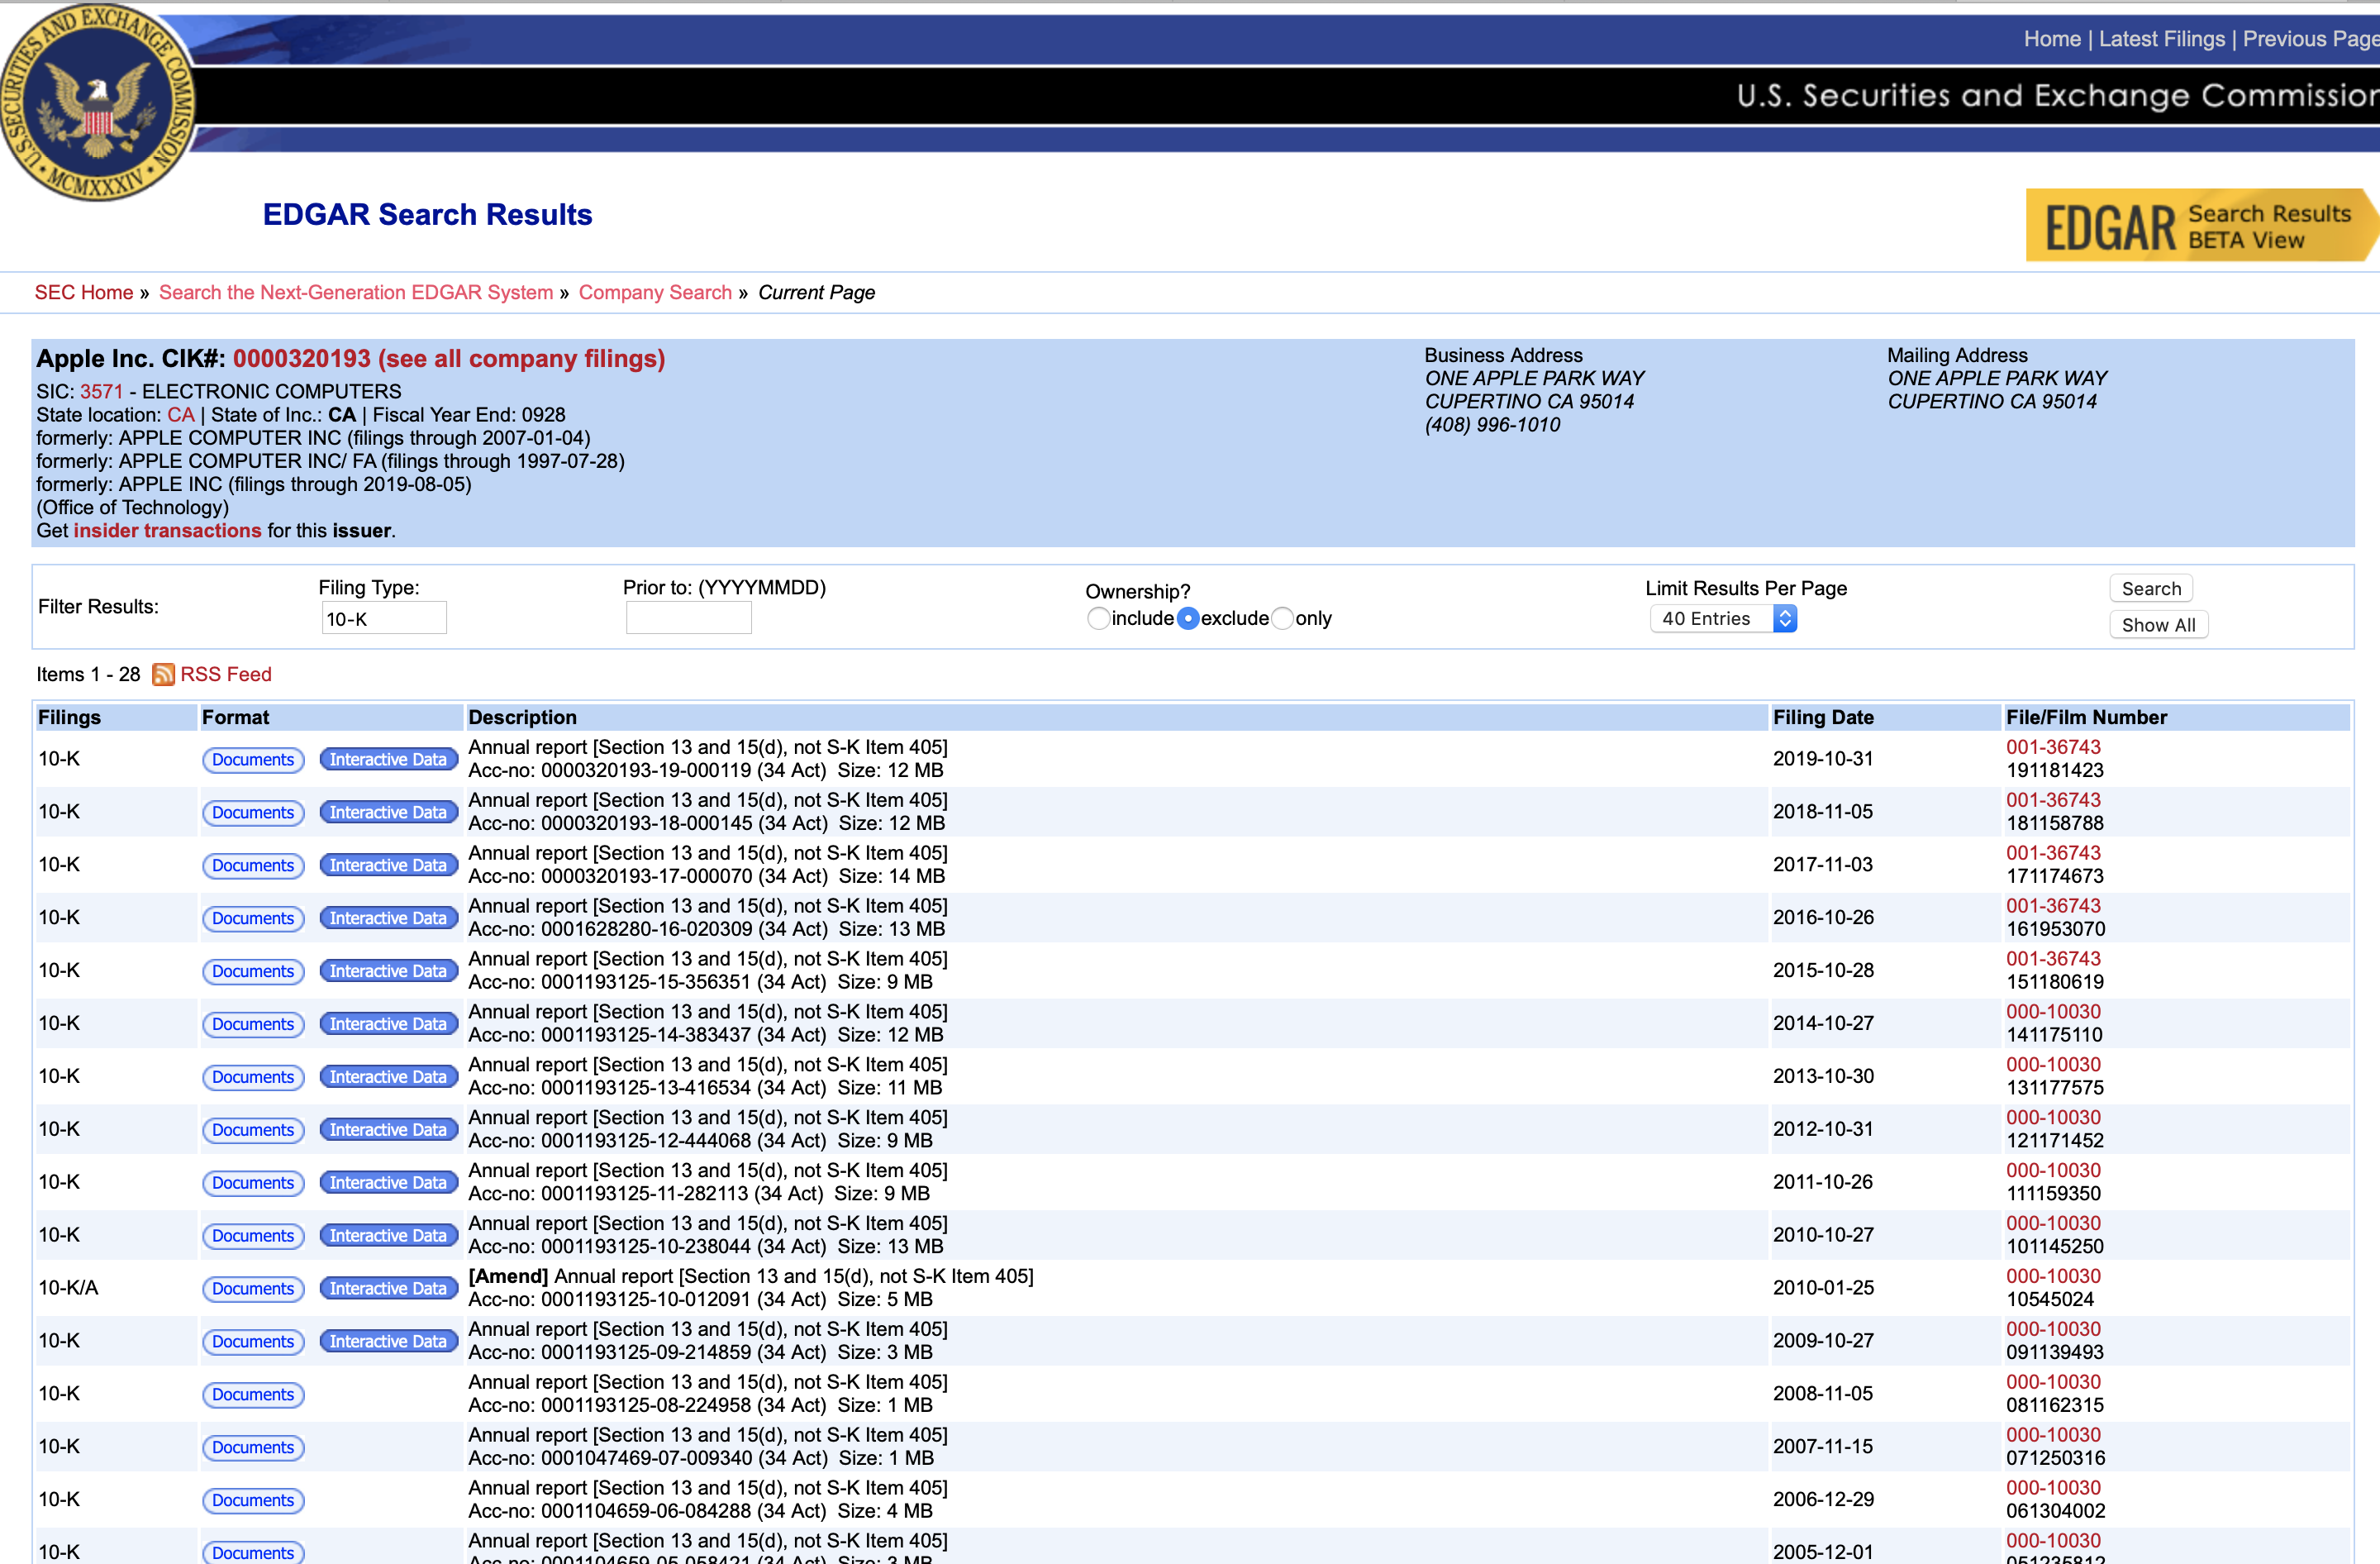 U.S. SECURITIES AND EXCHANGE COMMISSION
MCMXXXIV
Home | Latest Filings | Previous Page
U.S. Securities and Exchange Commission
EDGAR Search Results
EDGAR Search Results
BETA View
SEC Home » Search the Next-Generation EDGAR System » Company Search » Current Page
Apple Inc. CIK#: 0000320193 (see all company filings)
SIC: 3571 - ELECTRONIC COMPUTERS
State location: CA | State of Inc.: CA | Fiscal Year End: 0928
formerly: APPLE COMPUTER INC (filings through 2007-01-04)
formerly: APPLE COMPUTER INC/ FA (filings through 1997-07-28)
formerly: APPLE INC (filings through 2019-08-05)
(Office of Technology)
Get insider transactions for this issuer.
Business Address
ONE APPLE PARK WAY
CUPERTINO CA 95014
(408) 996-1010
Mailing Address
ONE APPLE PARK WAY
CUPERTINO CA 95014
Filter Results:
Filing Type:
10-K
Prior to: (YYYYMMDD)
Ownership?
include exclude only
Limit Results Per Page
40 Entries
Search
Show All
Items 1 - 28 RSS Feed
Filings Format Description Filing Date File/Film Number
10-K Documents Interactive Data Annual report [Section 13 and 15(d), not S-K Item 405] 2019-10-31 001-36743
Acc-no: 0000320193-19-000119 (34 Act) Size: 12 MB 191181423
10-K Documents Interactive Data Annual report [Section 13 and 15(d), not S-K Item 405] 2018-11-05 001-36743
Acc-no: 0000320193-18-000145 (34 Act) Size: 12 MB 181158788
10-K Documents Interactive Data Annual report [Section 13 and 15(d), not S-K Item 405] 2017-11-03 001-36743
Acc-no: 0000320193-17-000070 (34 Act) Size: 14 MB 171174673
10-K Documents Interactive Data Annual report [Section 13 and 15(d), not S-K Item 405] 2016-10-26 001-36743
Acc-no: 0001628280-16-020309 (34 Act) Size: 13 MB 161953070
10-K Documents Interactive Data Annual report [Section 13 and 15(d), not S-K Item 405] 2015-10-28 001-36743
Acc-no: 0001193125-15-356351 (34 Act) Size: 9 MB 151180619
10-K Documents Interactive Data Annual report [Section 13 and 15(d), not S-K Item 405] 2014-10-27 000-10030
Acc-no: 0001193125-14-383437 (34 Act) Size: 12 MB 141175110
10-K Documents Interactive Data Annual report [Section 13 and 15(d), not S-K Item 405] 2013-10-30 000-10030
Acc-no: 0001193125-13-416534 (34 Act) Size: 11 MB 131177575
10-K Documents Interactive Data Annual report [Section 13 and 15(d), not S-K Item 405] 2012-10-31 000-10030
Acc-no: 0001193125-12-444068 (34 Act) Size: 9 MB 121171452
10-K Documents Interactive Data Annual report [Section 13 and 15(d), not S-K Item 405] 2011-10-26 000-10030
Acc-no: 0001193125-11-282113 (34 Act) Size: 9 MB 111159350
10-K Documents Interactive Data Annual report [Section 13 and 15(d), not S-K Item 405] 2010-10-27 000-10030
Acc-no: 0001193125-10-238044 (34 Act) Size: 13 MB 101145250
10-K/A Documents Interactive Data [Amend] Annual report [Section 13 and 15(d), not S-K Item 405] 2010-01-25 000-10030
Acc-no: 0001193125-10-012091 (34 Act) Size: 5 MB 10545024
10-K Documents Interactive Data Annual report [Section 13 and 15(d), not S-K Item 405] 2009-10-27 000-10030
Acc-no: 0001193125-09-214859 (34 Act) Size: 3 MB 091139493
10-K Documents Annual report [Section 13 and 15(d), not S-K Item 405] 2008-11-05 000-10030
Acc-no: 0001193125-08-224958 (34 Act) Size: 1 MB 081162315
10-K Documents Annual report [Section 13 and 15(d), not S-K Item 405] 2007-11-15 000-10030
Acc-no: 0001047469-07-009340 (34 Act) Size: 1 MB 071250316
10-K Documents Annual report [Section 13 and 15(d), not S-K Item 405] 2006-12-29 000-10030
Acc-no: 0001104659-06-084288 (34 Act) Size: 4 MB 061304002
10-K Documents Annual report [Section 13 and 15(d), not S-K Item 405] 2005-12-01 000-10030
Acc-no: 0001104659-05-058421 (34 Act) Size: 3 MB